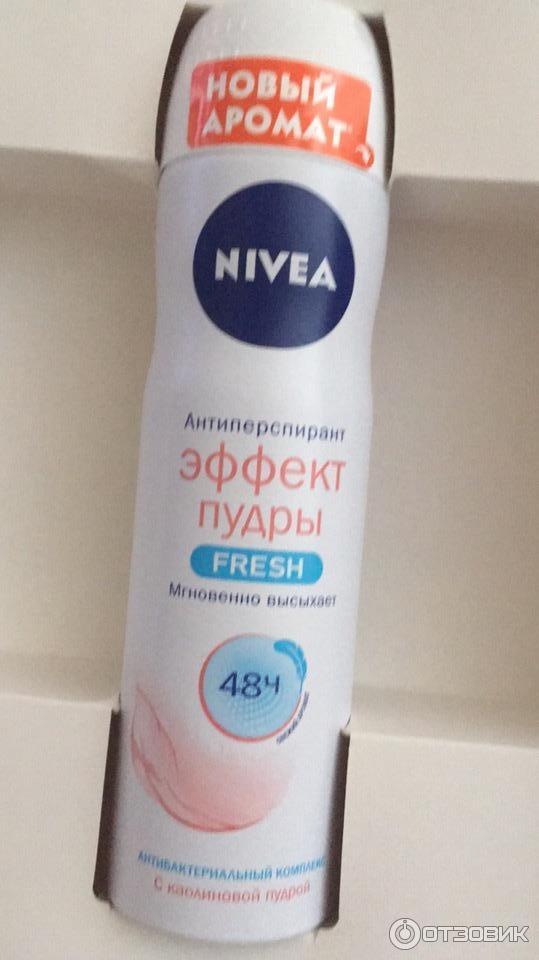 НОВЫЙ
АРОМАТ
NIVEA
Антиперспирант
эффект
пудры
FRESH
Мгновенно высыхает
48ч
АНТИБАКТЕРИАЛЬНЫЙ КОМПЛЕКС
С каолиновой пудрой
ОТЗОВИК